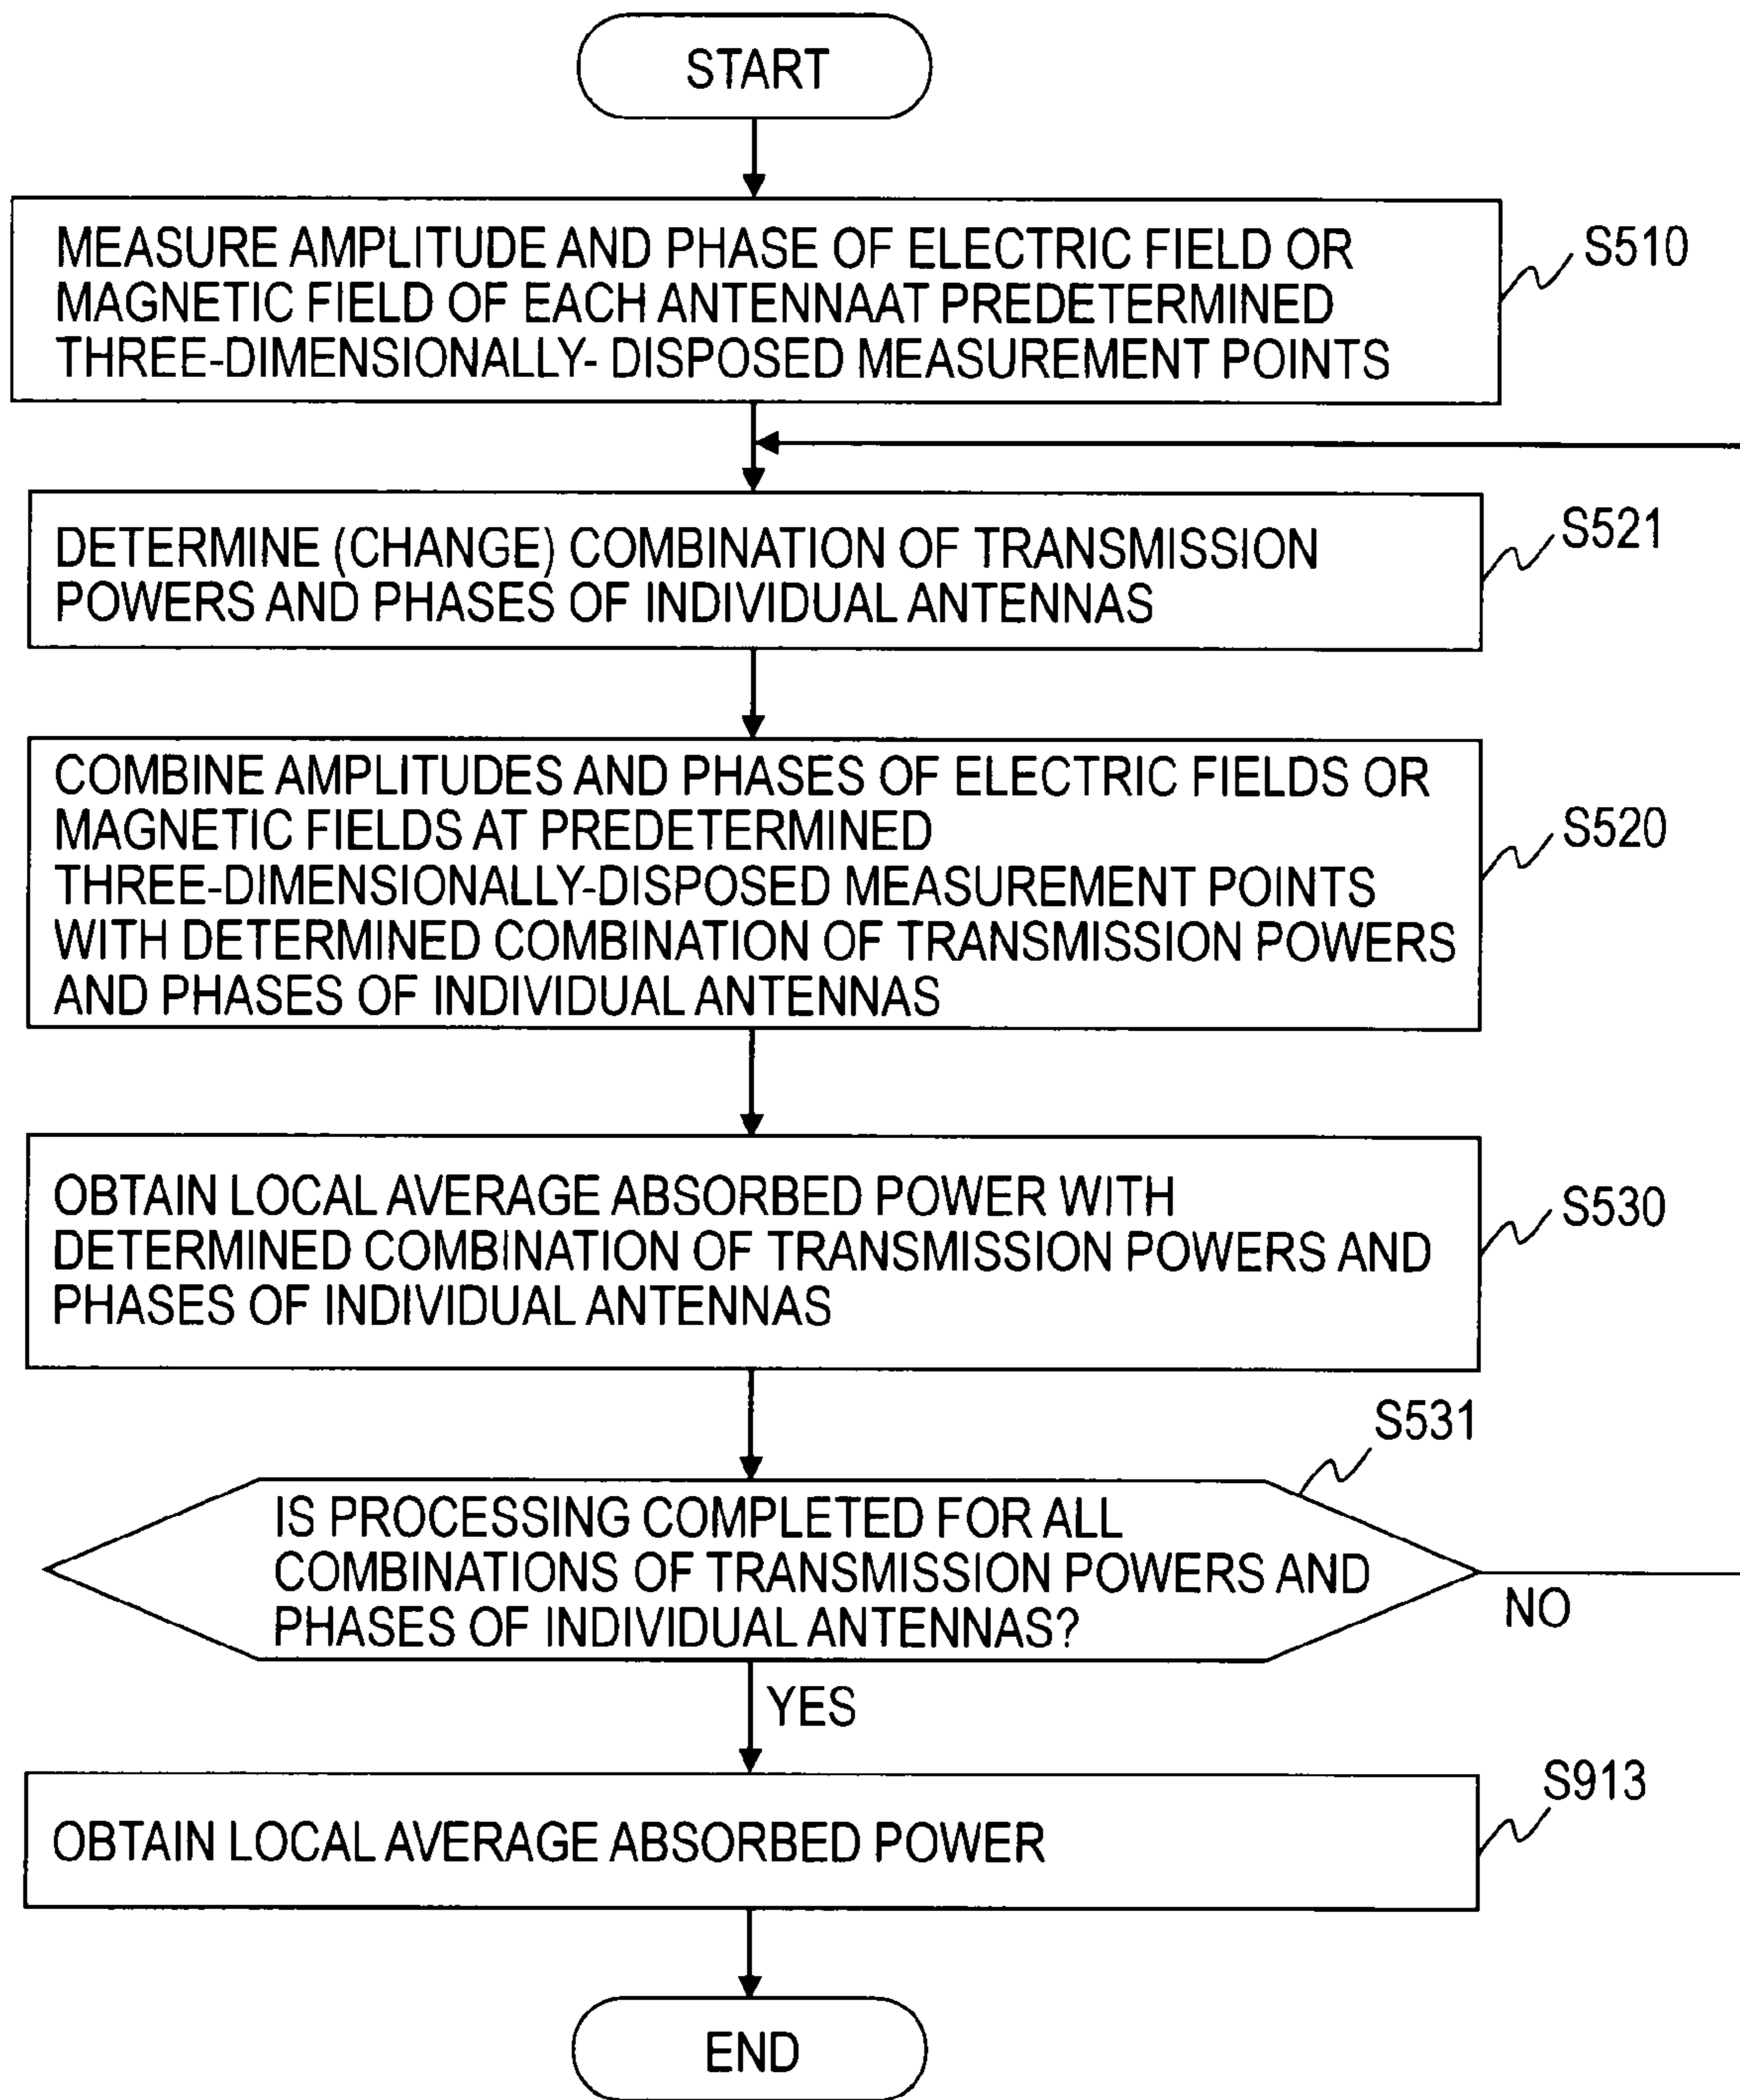 START
MEASURE AMPLITUDE AND PHASE OF ELECTRIC FIELD OR
MAGNETIC FIELD OF EACH ANTENNAAT PREDETERMINED
THREE-DIMENSIONALLY- DISPOSED MEASUREMENT POINTS
S510
DETERMINE (CHANGE) COMBINATION OF TRANSMISSION
POWERS AND PHASES OF INDIVIDUAL ANTENNAS
S521
COMBINE AMPLITUDES AND PHASES OF ELECTRIC FIELDS OR
MAGNETIC FIELDS AT PREDETERMINED
THREE-DIMENSIONALLY-DISPOSED MEASUREMENT POINTS
WITH DETERMINED COMBINATION OF TRANSMISSION POWERS
AND PHASES OF INDIVIDUAL ANTENNAS
S520
OBTAIN LOCAL AVERAGE ABSORBED POWER WITH
DETERMINED COMBINATION OF TRANSMISSION POWERS AND
PHASES OF INDIVIDUAL ANTENNAS
S530
S531
IS PROCESSING COMPLETED FOR ALL
COMBINATIONS OF TRANSMISSION POWERS AND
PHASES OF INDIVIDUAL ANTENNAS?
NO
YES
S913
OBTAIN LOCAL AVERAGE ABSORBED POWER
END